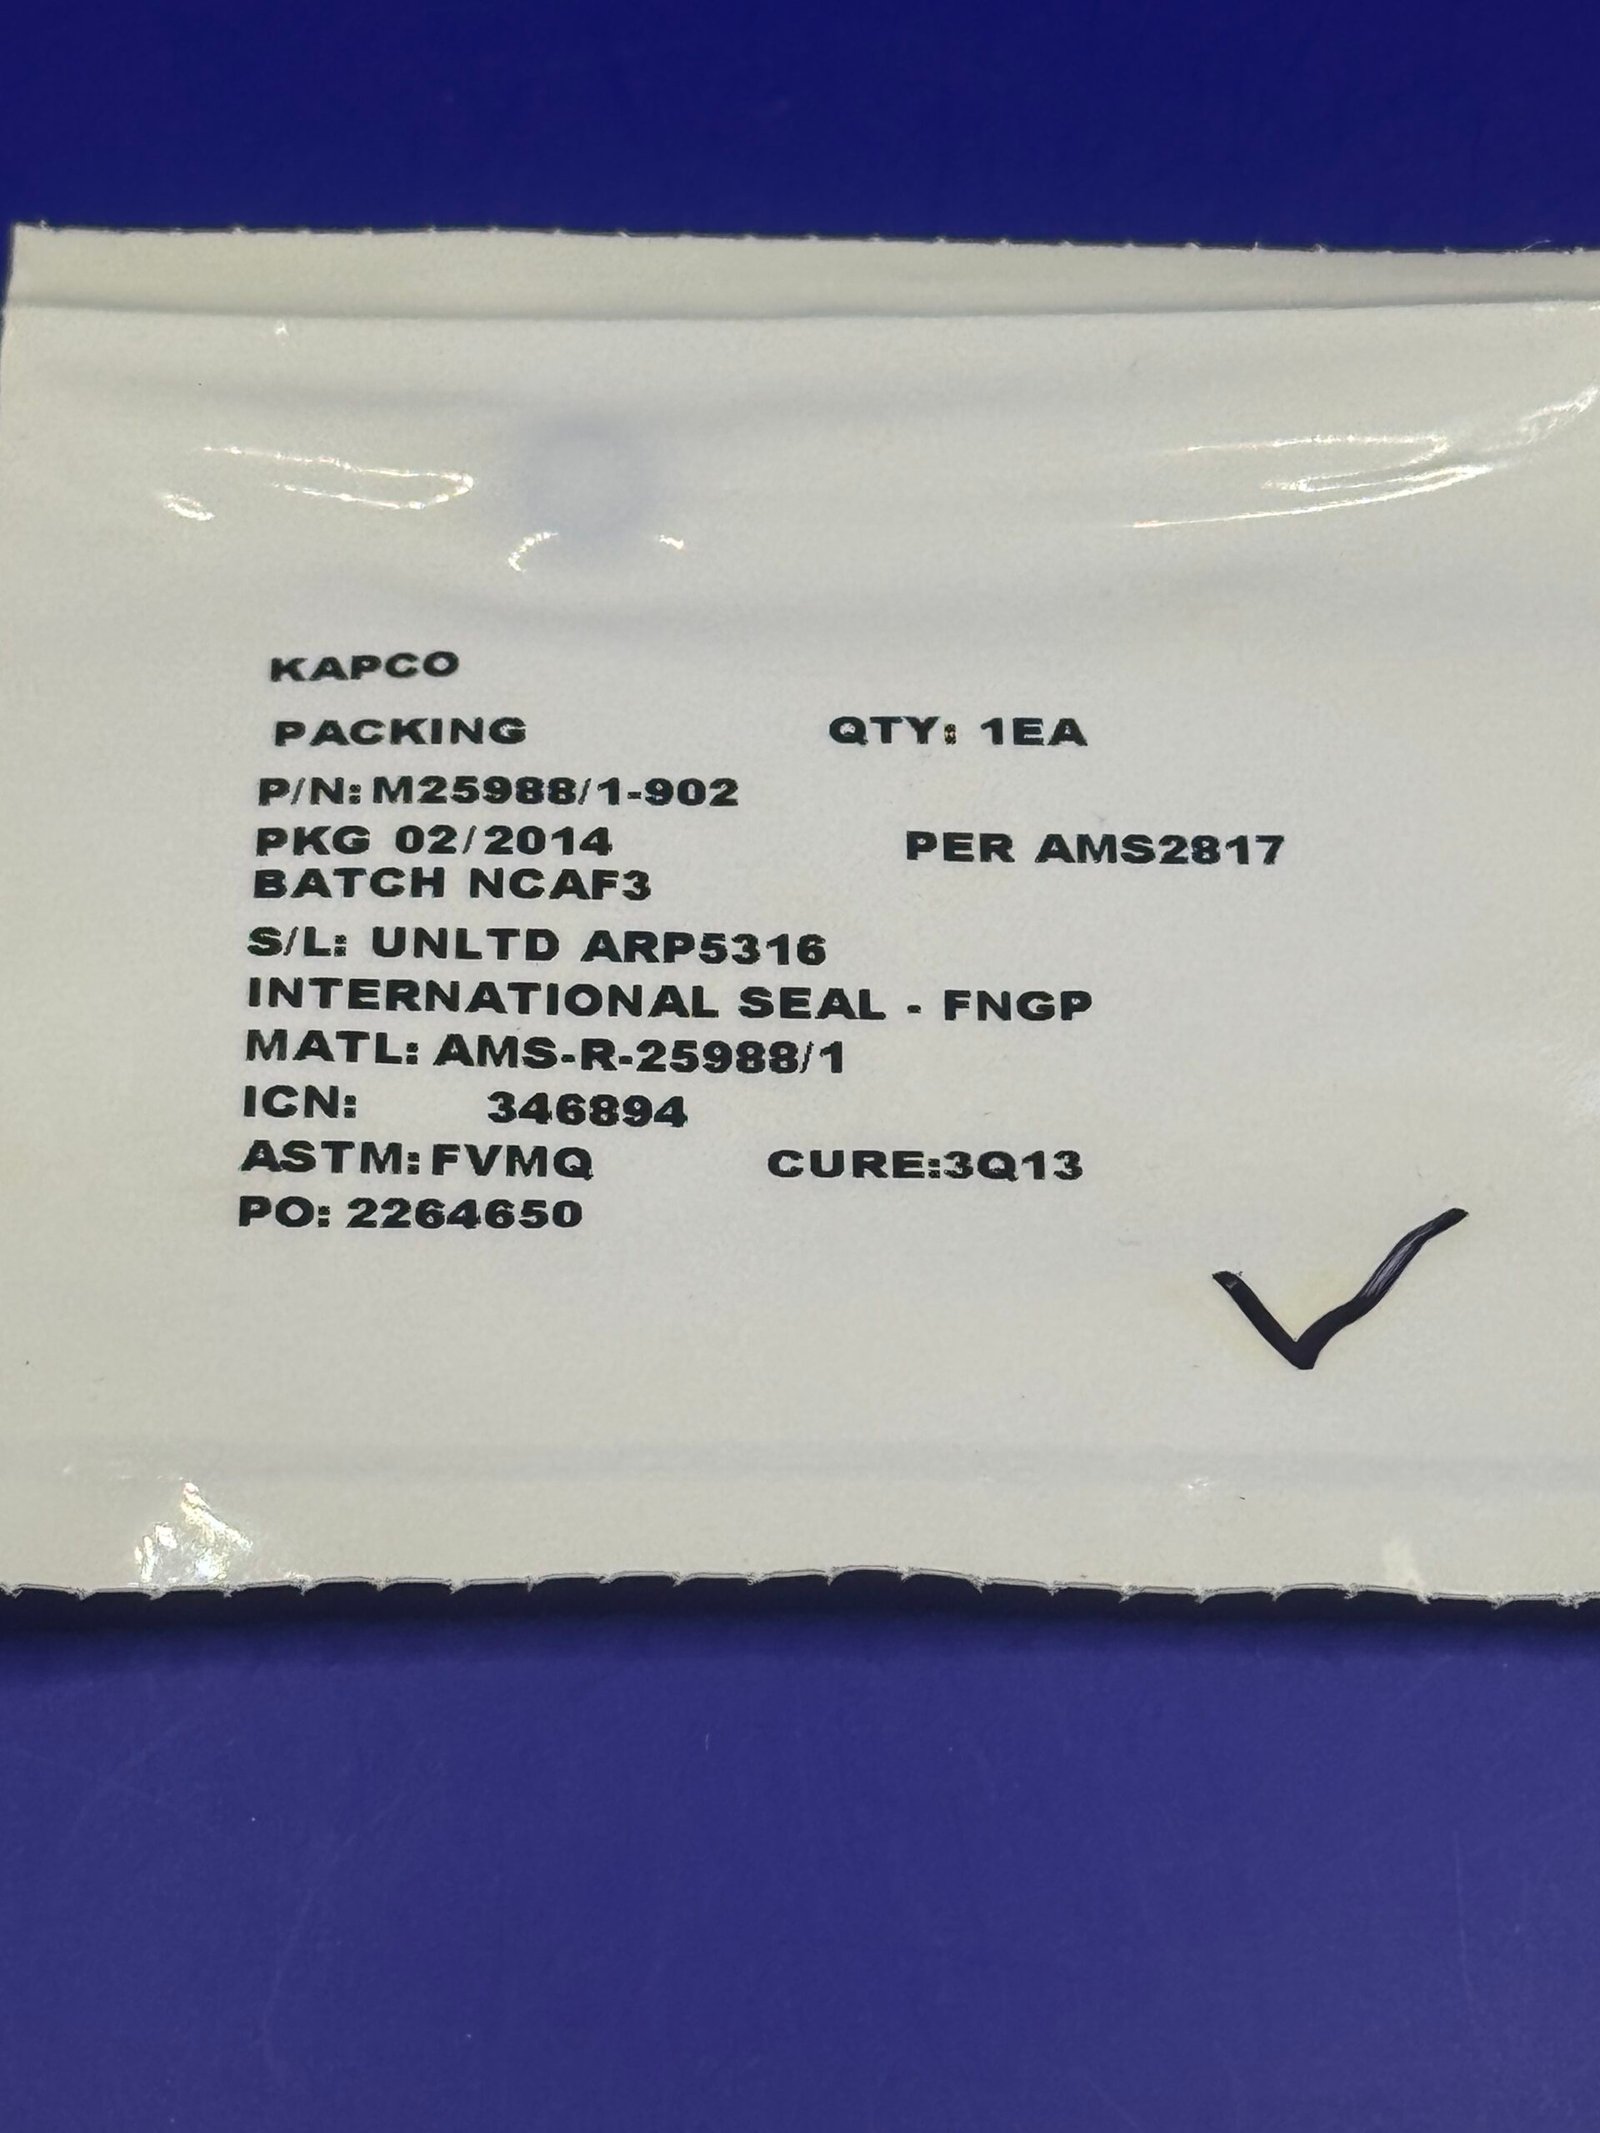 KAPCO
PACKING QTY: 1EA
P/N: M25988/1-902
PKG 02/2014 PER AMS2817
BATCH NCAF3
S/L: UNLTD ARP5316
INTERNATIONAL SEAL - FNGP
MATL: AMS-R-25988/1
ICN: 346894
ASTM: FVMQ CURE:3Q13
PO: 2264650